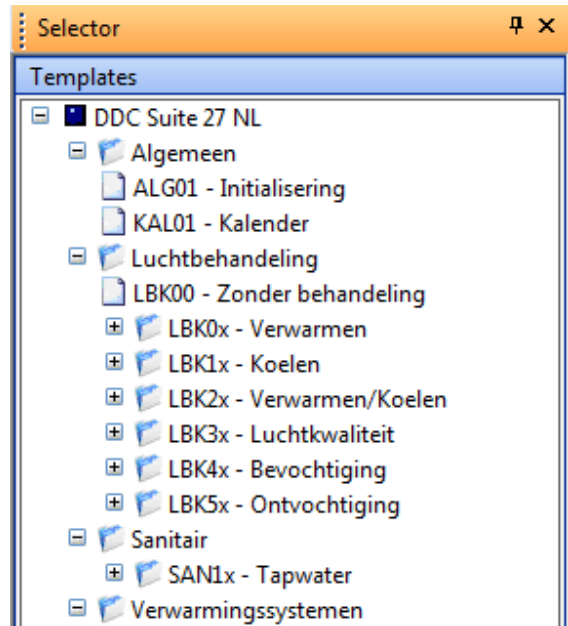 Selector
Templates
DDC Suite 27 NL
Algemeen
ALG01 - Initialisering
KAL01 - Kalender
Luchtbehandeling
LBK00 - Zonder behandeling
LBK0x - Verwarmen
LBK1x - Koelen
LBK2x - Verwarmen/Koelen
LBK3x - Luchtkwaliteit
LBK4x - Bevochtiging
LBK5x - Ontvochtiging
Sanitair
SAN1x - Tapwater
Verwarmingssystemen